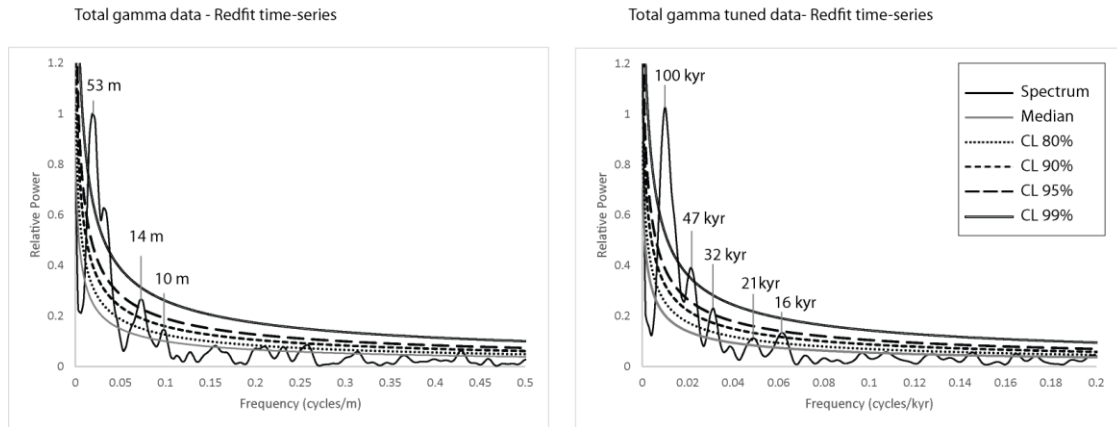 Total gamma data - Redfit time-series
1.2
1
0.8
0.6
0.4
0.2
0
Relative Power
53 m
14 m
10 m
0
0.05
0.1
0.15
0.2
0.25
0.3
0.35
0.4
0.45
0.5
Frequency (cycles/m)
Total gamma tuned data- Redfit time-series
1.2
1
0.8
0.6
0.4
0.2
0
Relative Power
100 kyr
47 kyr
32 kyr
21kyr
16 kyr
Spectrum
Median
CL 80%
CL 90%
CL 95%
CL 99%
0
0.02
0.04
0.06
0.08
0.1
0.12
0.14
0.16
0.18
0.2
Frequency (cycles/kyr)